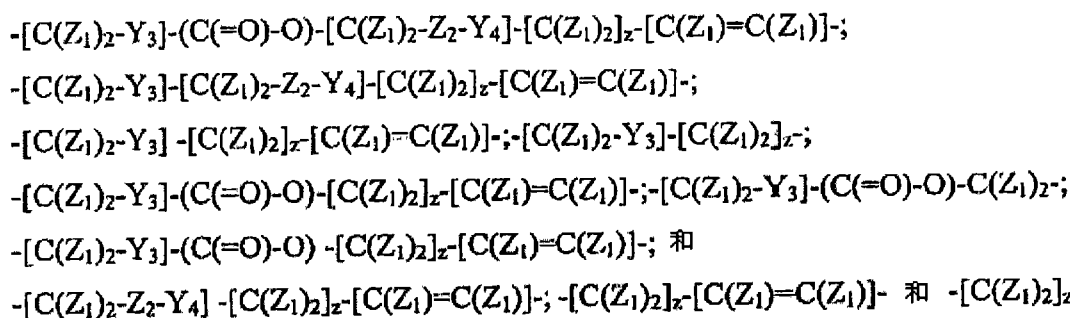 -[C(Z₁)₂-Y₃]-(C(=O)-O)-[C(Z₁)₂-Z₂-Y₄]-[C(Z₁)₂]z-[C(Z₁)=C(Z₁)]-;
-[C(Z₁)₂-Y₃]-[C(Z₁)₂-Z₂-Y₄]-[C(Z₁)₂]z-[C(Z₁)=C(Z₁)]-;
-[C(Z₁)₂-Y₃] -[C(Z₁)₂]z-[C(Z₁)=C(Z₁)]-;-[C(Z₁)₂-Y₃]-[C(Z₁)₂]z-;
-[C(Z₁)₂-Y₃]-(C(=O)-O)-[C(Z₁)₂]z-[C(Z₁)=C(Z₁)]-;-[C(Z₁)₂-Y₃]-(C(=O)-O)-C(Z₁)₂-;
-[C(Z₁)₂-Y₃]-(C(=O)-O) -[C(Z₁)₂]z-[C(Z₁)=C(Z₁)]-; 和
-[C(Z₁)₂-Z₂-Y₄] -[C(Z₁)₂]z-[C(Z₁)=C(Z₁)]-; -[C(Z₁)₂]z-[C(Z₁)=C(Z₁)]- 和 -[C(Z₁)₂]z